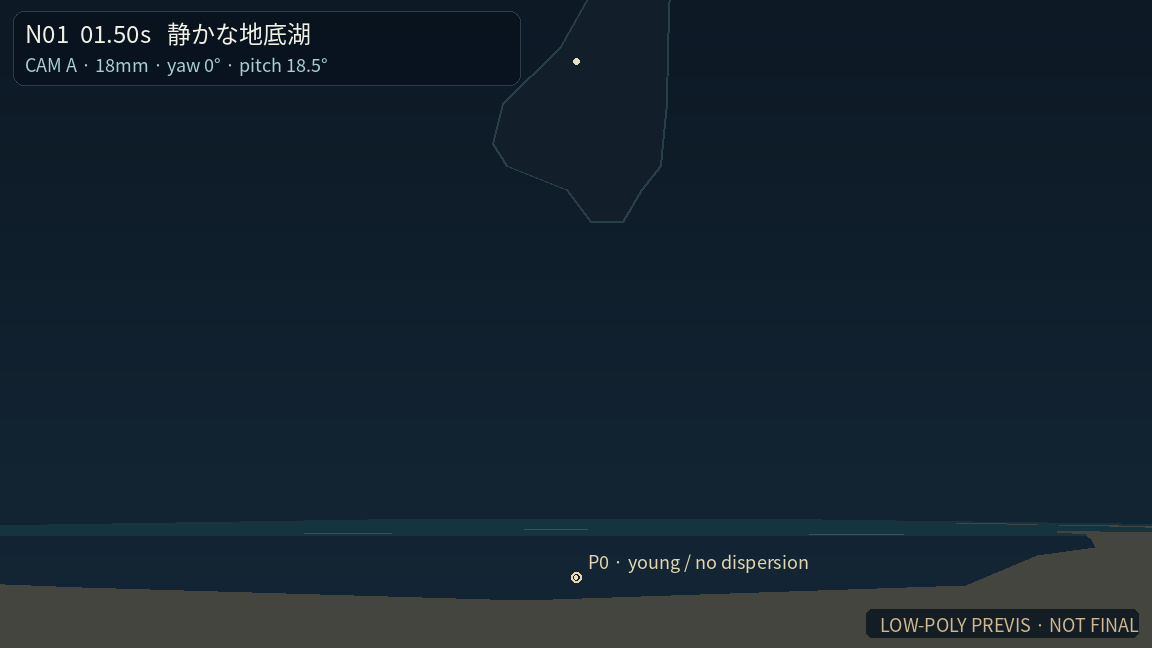 N01 01.50s 静かな地底湖
CAM A · 18mm · yaw 0° · pitch 18.5°
P0 · young / no dispersion
LOW-POLY PREVIS · NOT FINAL